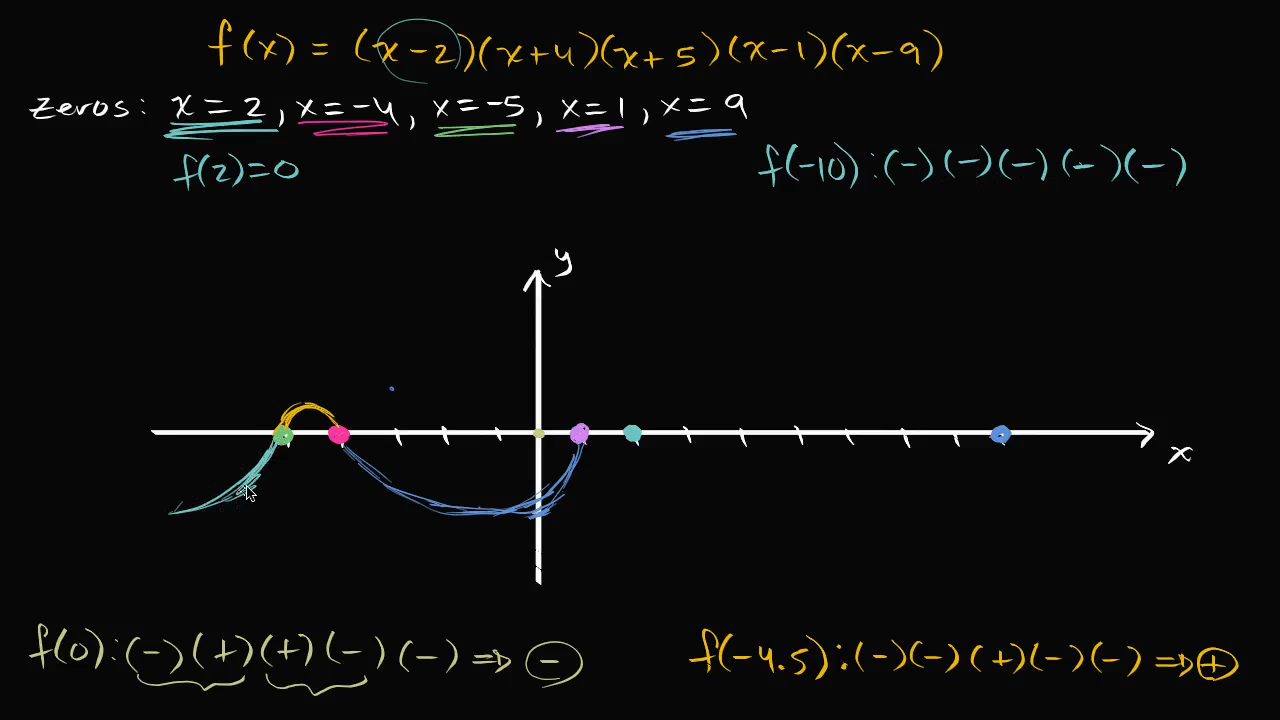 f(x) = (x-2)(x+4)(x+5)(x-1)(x-9)
zeros: x=2, x=-4, x=-5, x=1, x=9
f(2)=0
f(-10):(-)(-)(-)(-)(-)
y
x
f(0):(-)(+)(+)(-)(-) ⇒ -
f(-4.5):(-)(-)(+)(-)(-) ⇒ +